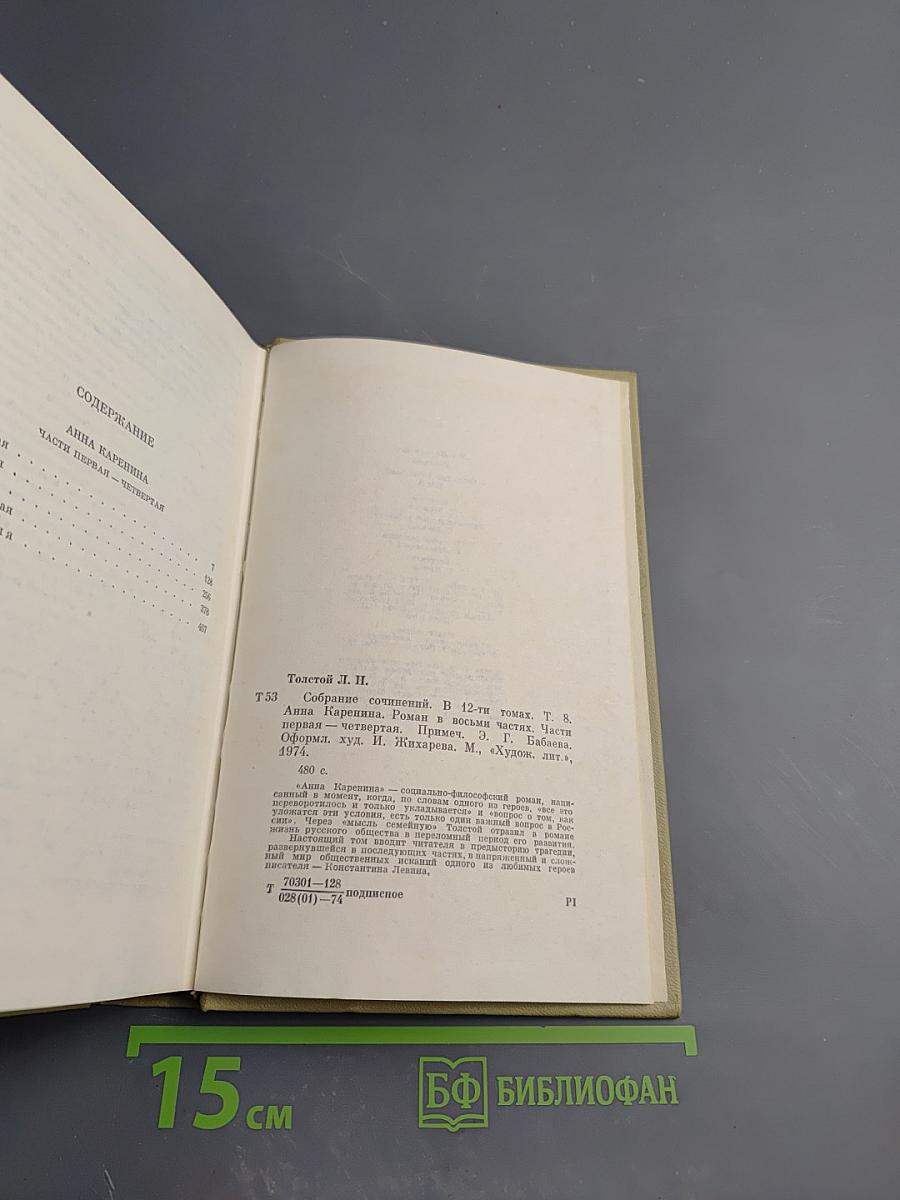 СОДЕРЖАНИЕ
АННА КАРЕНИНА
ЧАСТИ ПЕРВАЯ — ЧЕТВЕРТАЯ
7
128
256
378
467
Толстой Л. Н.
Т53 Собрание сочинений. В 12-ти томах. Т. 8.
Анна Каренина. Роман в восьми частях. Части
первая — четвертая. Примеч. Э. Г. Бабаева.
Оформл. худ. И. Жихарева. М., «Худож. лит.»,
1974.
480 с.
«Анна Каренина» — социально-философский роман, напи-
санный в момент, когда, по словам одного из героев, «все это
переворотилось и только укладывается» и «вопрос о том, как
уложатся эти условия, есть только один важный вопрос в Рос-
сии». Через «мысль семейную» Толстой отразил в романе
жизнь русского общества в переломный период его развития.
Настоящий том вводит читателя в предысторию трагедии,
развернувшейся в последующих частях, в напряженный и слож-
ный мир общественных исканий одного из любимых героев
писателя — Константина Левина,
Т 70301—128
028(01)—74 подписное
Р1
15 см
БФ БИБЛИОФАН